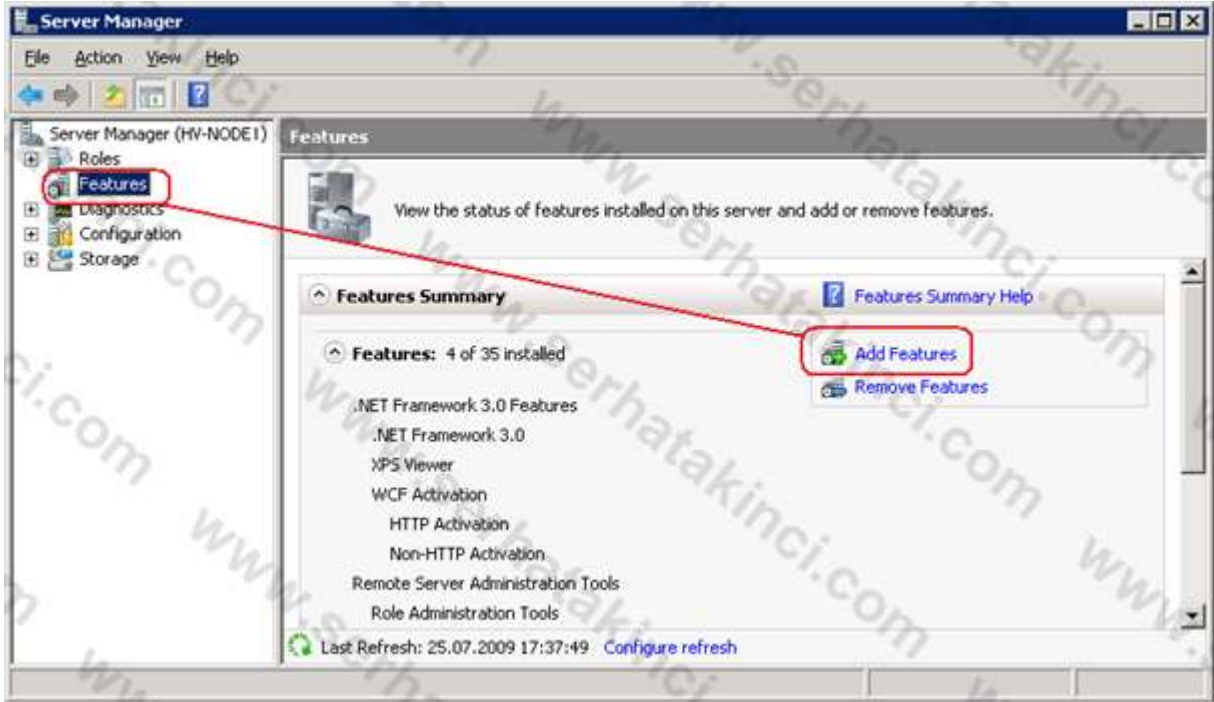 Server Manager
File Action View Help
Server Manager (HV-NODE1)
Roles
Features
Diagnostics
Configuration
Storage
Features
View the status of features installed on this server and add or remove features.
Features Summary
Features Summary Help
Features: 4 of 35 installed
Add Features
Remove Features
.NET Framework 3.0 Features
.NET Framework 3.0
XPS Viewer
WCF Activation
HTTP Activation
Non-HTTP Activation
Remote Server Administration Tools
Role Administration Tools
Last Refresh: 25.07.2009 17:37:49 Configure refresh
www.serhatakinci.com